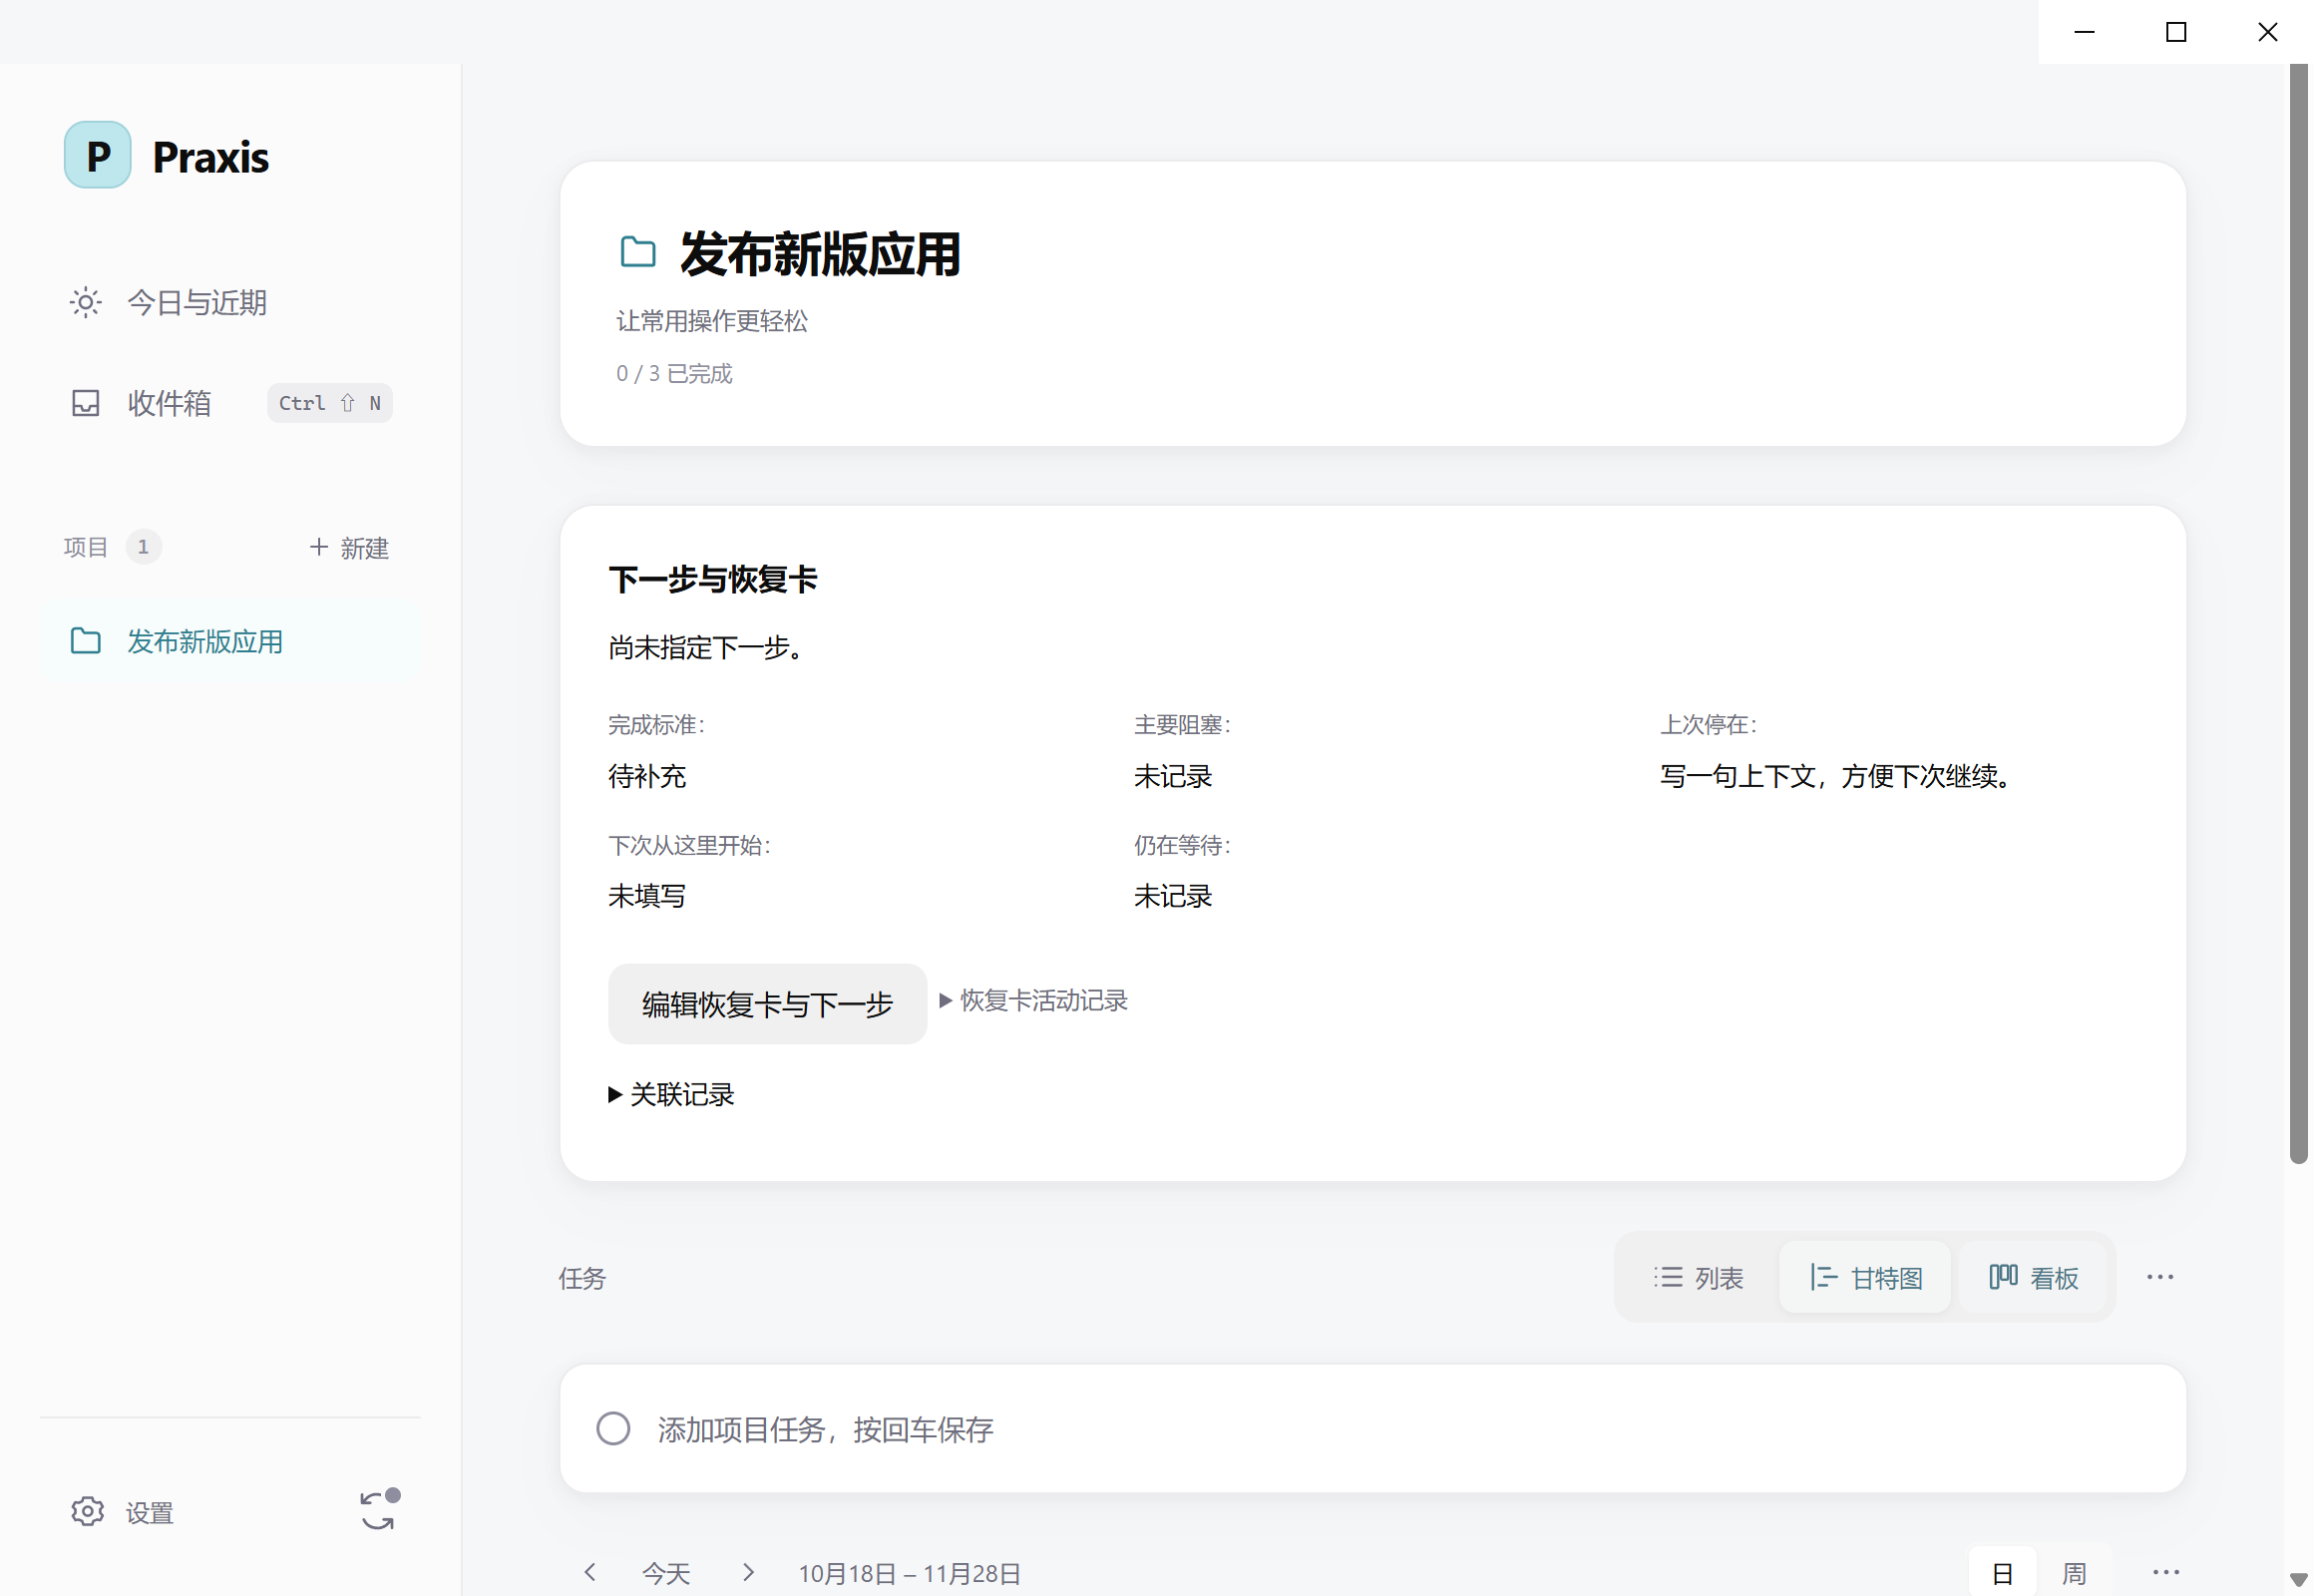 P Praxis
今日与近期
收件箱 Ctrl ⇧ N
项目 1 + 新建
发布新版应用
设置
发布新版应用
让常用操作更轻松
0 / 3 已完成
下一步与恢复卡
尚未指定下一步。
完成标准： 主要阻塞： 上次停在：
待补充 未记录 写一句上下文，方便下次继续。
下次从这里开始： 仍在等待：
未填写 未记录
编辑恢复卡与下一步 恢复卡活动记录
关联记录
任务 列表 甘特图 看板
添加项目任务，按回车保存
今天 10月18日 – 11月28日 日 周